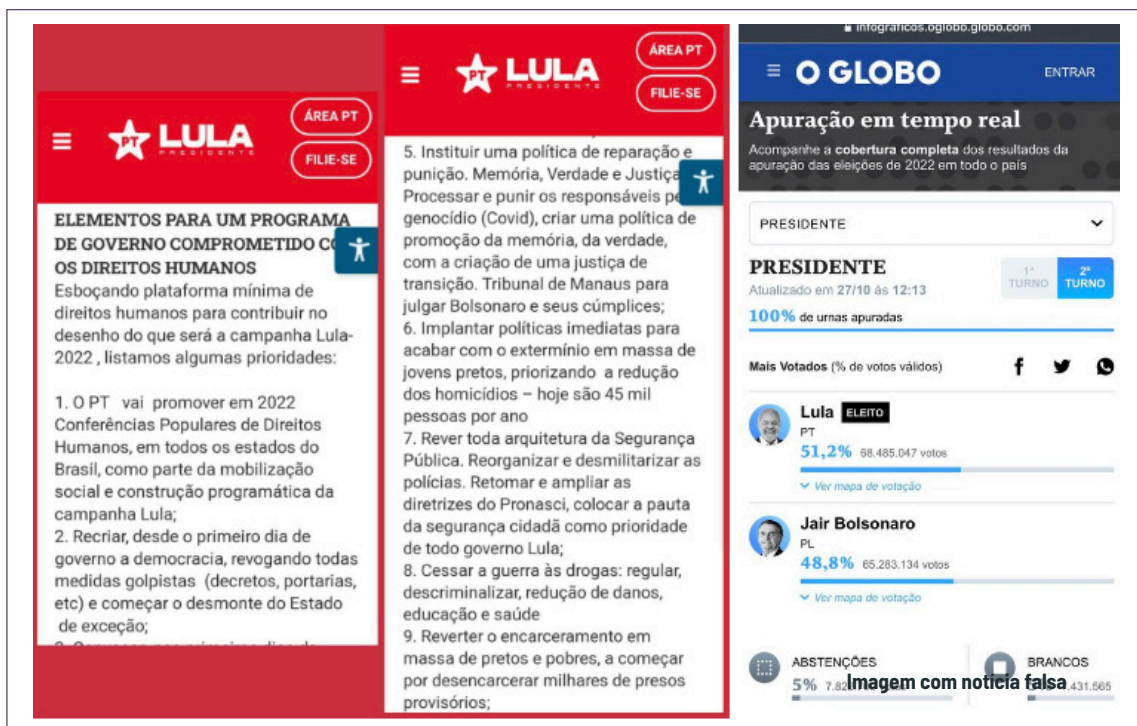 ÁREA PT
PT LULA
PRESIDENTE
FILIE-SE
ELEMENTOS PARA UM PROGRAMA
DE GOVERNO COMPROMETIDO
OS DIREITOS HUMANOS
Esboçando plataforma mínima de
direitos humanos para contribuir no
desenho do que será a campanha Lula-
2022 , listamos algumas prioridades:
1. O PT vai promover em 2022
Conferências Populares de Direitos
Humanos, em todos os estados do
Brasil, como parte da mobilização
social e construção programática da
campanha Lula;
2. Recriar, desde o primeiro dia de
governo a democracia, revogando todas
medidas golpistas (decretos, portarias,
etc) e começar o desmonte do Estado
de exceção;
ÁREA PT
PT LULA
PRESIDENTE
FILIE-SE
5. Instituir uma política de reparação e
punição. Memória, Verdade e Justiça
Processar e punir os responsáveis
genocídio (Covid), criar uma política de
promoção da memória, da verdade,
com a criação de uma justiça de
transição. Tribunal de Manaus para
julgar Bolsonaro e seus cúmplices;
6. Implantar políticas imediatas para
acabar com o extermínio em massa de
jovens pretos, priorizando a redução
dos homicídios – hoje são 45 mil
pessoas por ano
7. Rever toda arquitetura da Segurança
Pública. Reorganizar e desmilitarizar as
polícias. Retomar e ampliar as
diretrizes do Pronasci, colocar a pauta
da segurança cidadã como prioridade
de todo governo Lula;
8. Cessar a guerra às drogas: regular,
descriminalizar, redução de danos,
educação e saúde
9. Reverter o encarceramento em
massa de pretos e pobres, a começar
por desencarcerar milhares de presos
provisórios;
infograficos.oglobo.globo.com
O GLOBO ENTRAR
Apuração em tempo real
Acompanhe a cobertura completa dos resultados da
apuração das eleições de 2022 em todo o país
PRESIDENTE
PRESIDENTE
Atualizado em 27/10 às 12:13
1º TURNO
2º TURNO
100% de urnas apuradas
Mais Votados (% de votos válidos)
Lula ELEITO
PT
51,2% 68.485.047 votos
Ver mapa de votação
Jair Bolsonaro
PL
48,8% 65.283.134 votos
Ver mapa de votação
ABSTENÇÕES
5%
BRANCOS
.431.565
Imagem com notícia falsa